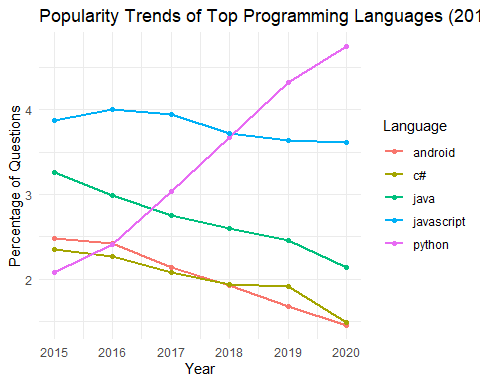 Popularity Trends of Top Programming Languages (201
Percentage of Questions
4
3
2
2015 2016 2017 2018 2019 2020
Year
Language
android
c#
java
javascript
python